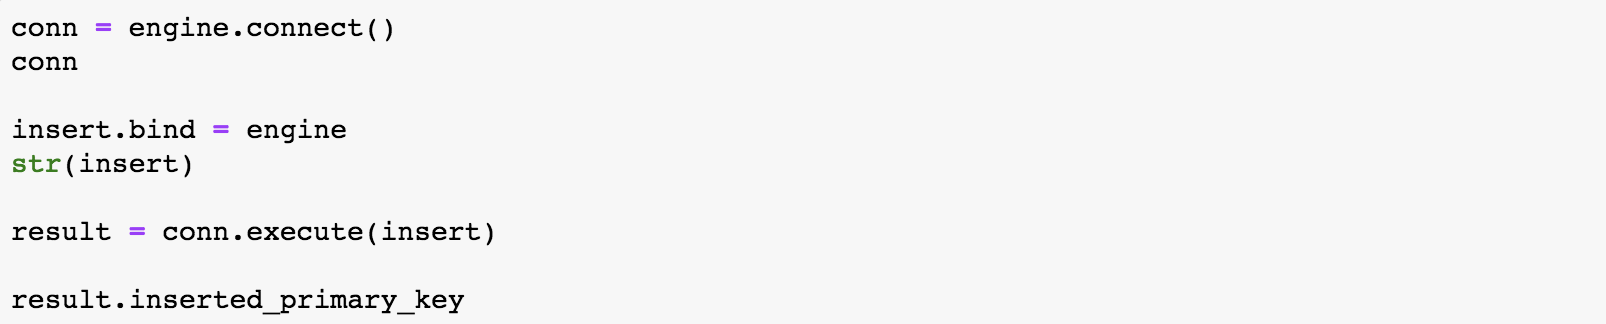 conn = engine.connect()
conn
insert.bind = engine
str(insert)
result = conn.execute(insert)
result.inserted_primary_key